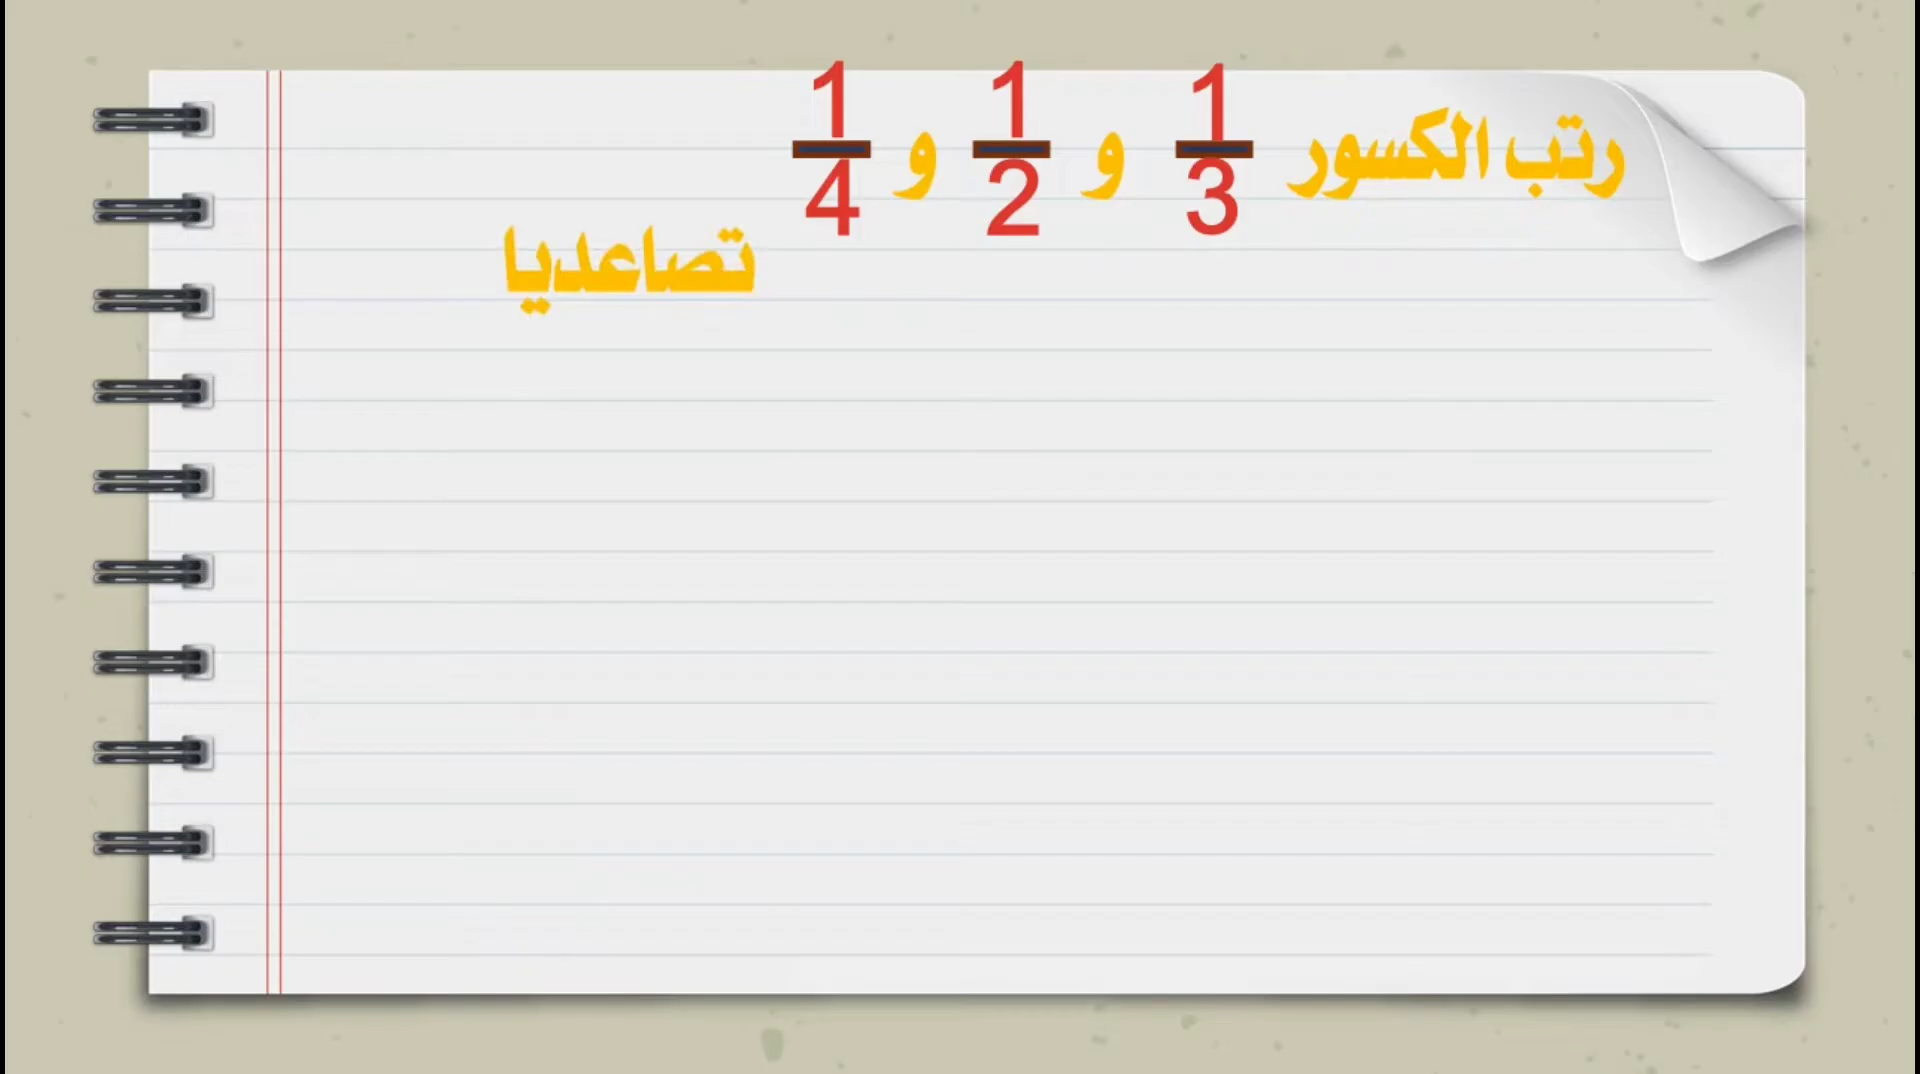 رتب الكسور 1/3 و 1/2 و 1/4
تصاعديا